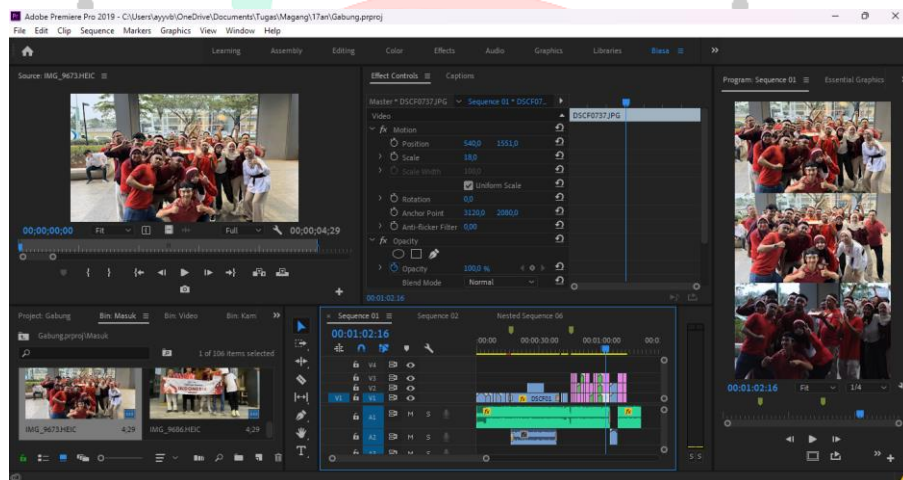 Adobe Premiere Pro 2019 - C:\Users\ayyvb\OneDrive\Documents\Tugas\Magang\17an\Gabung.prproj
File Edit Clip Sequence Markers Graphics View Window Help
Learning Assembly Editing Color Effects Audio Graphics Libraries Biasa
Source: IMG_9673.HEIC
Effect Controls Captions
Program: Sequence 01 Essential Graphics
Master * DSCF0737.JPG Sequence 01 * DSCF07...
Video DSCF0737.JPG
fx Motion
Position 540,0 1551,0
Scale 18,0
Scale Width 100,0
Uniform Scale
Rotation 0,0
Anchor Point 3120,0 2080,0
Anti-flicker Filter 0,00
fx Opacity
Opacity 100,0 %
Blend Mode Normal
00:01:02:16
00;00;00;00 Fit Full 00;00;04;29
Project: Gabung Bin: Masuk Bin: Video Bin: Kam
Gabung.prproj\Masuk
1 of 106 items selected
IMG_9673.HEIC 4;29 IMG_9686.HEIC 4;29
Sequence 01 Sequence 02 Nested Sequence 06
00:01:02:16
:00:00 00:00:30:00 00:01:00:00 00:0
V4
V3
V2
V1 V1 DSCF01
A1 M S
A2 M S
S S
00:01:02:16 Fit 1/4